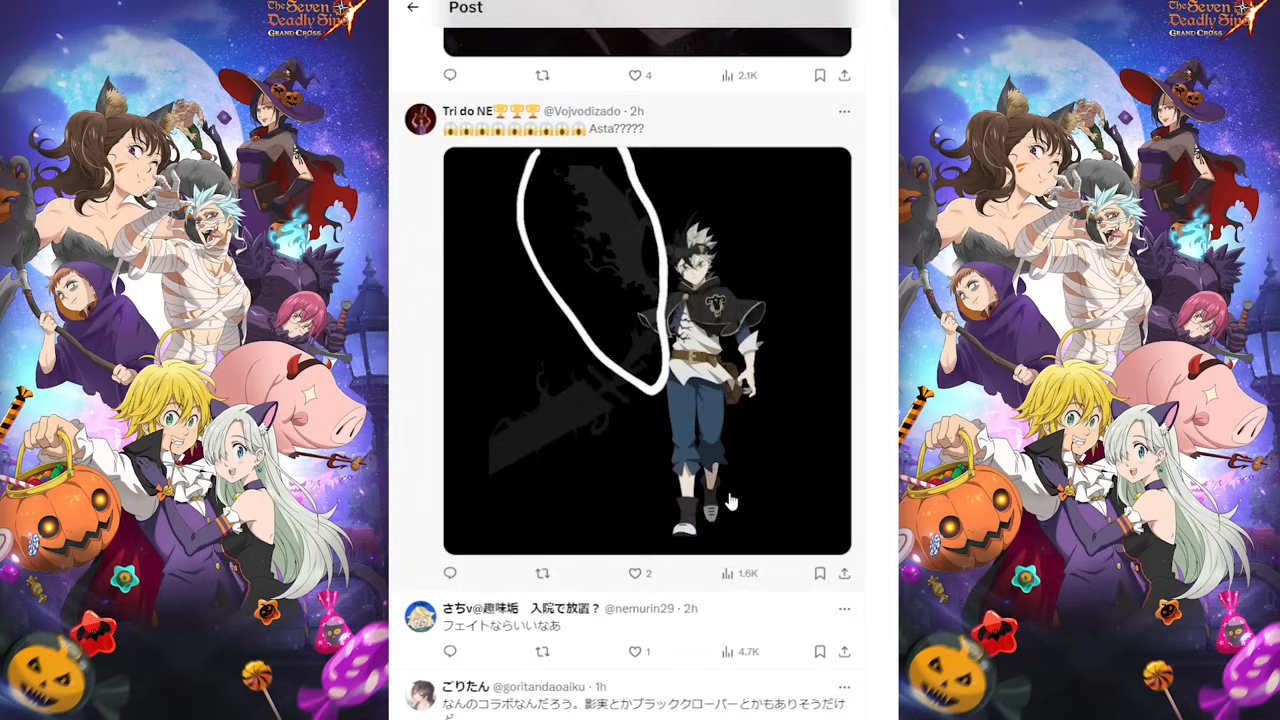 The Seven
Deadly Sins
GRAND CROSS
Post
4
2.1K
Tri do NE🏆🏆🏆 @Vojvodizado · 2h
😱😱😱😱😱😱😱😱😱 Asta?????
2
1.6K
さちv@趣味垢 入院で放置？ @nemurin29 · 2h
フェイトならいいなあ
1
4.7K
ごりたん @goritandaoaiku · 1h
なんのコラボなんだろう。影実とかブラッククローバーとかもありそうだけ
ど
The Seven
Deadly Sins
GRAND CROSS